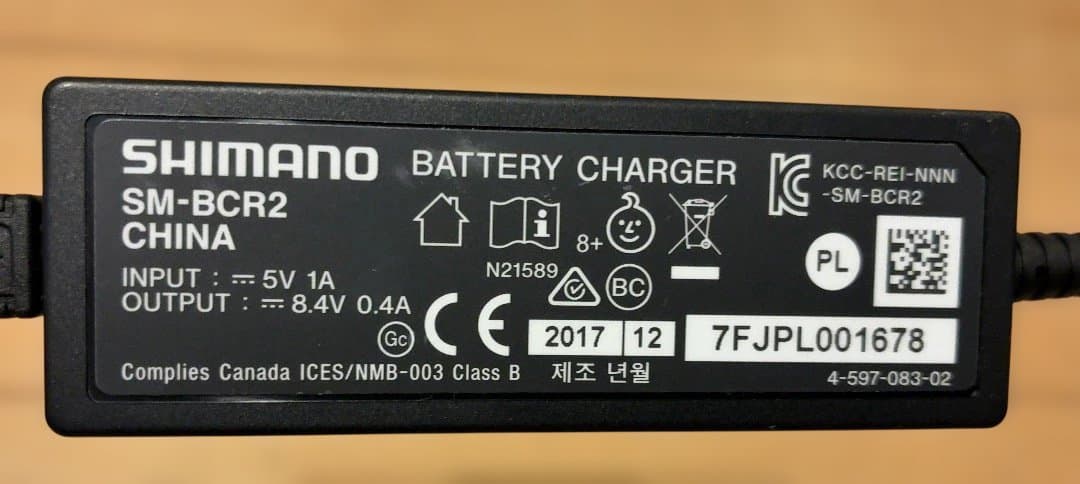 SHIMANO BATTERY CHARGER
KCC-REI-NNN
-SM-BCR2
SM-BCR2
CHINA
8+
PL
INPUT : ⎓ 5V 1A
N21589
BC
OUTPUT : ⎓ 8.4V 0.4A
Gc
CE
2017 12
7FJPL001678
Complies Canada ICES/NMB-003 Class B
제조 년월
4-597-083-02